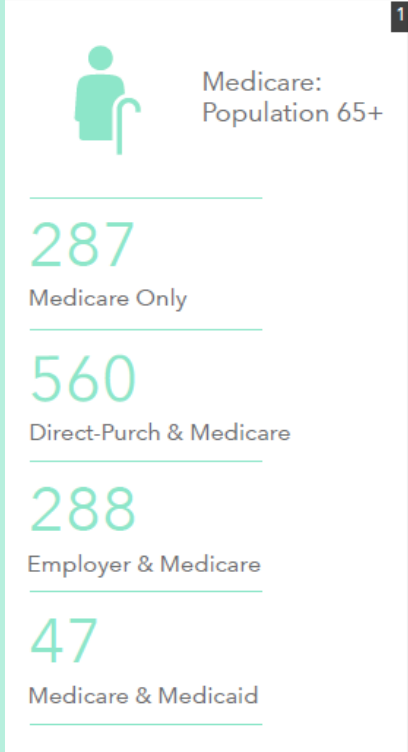 1
Medicare:
Population 65+
287
Medicare Only
560
Direct-Purch & Medicare
288
Employer & Medicare
47
Medicare & Medicaid